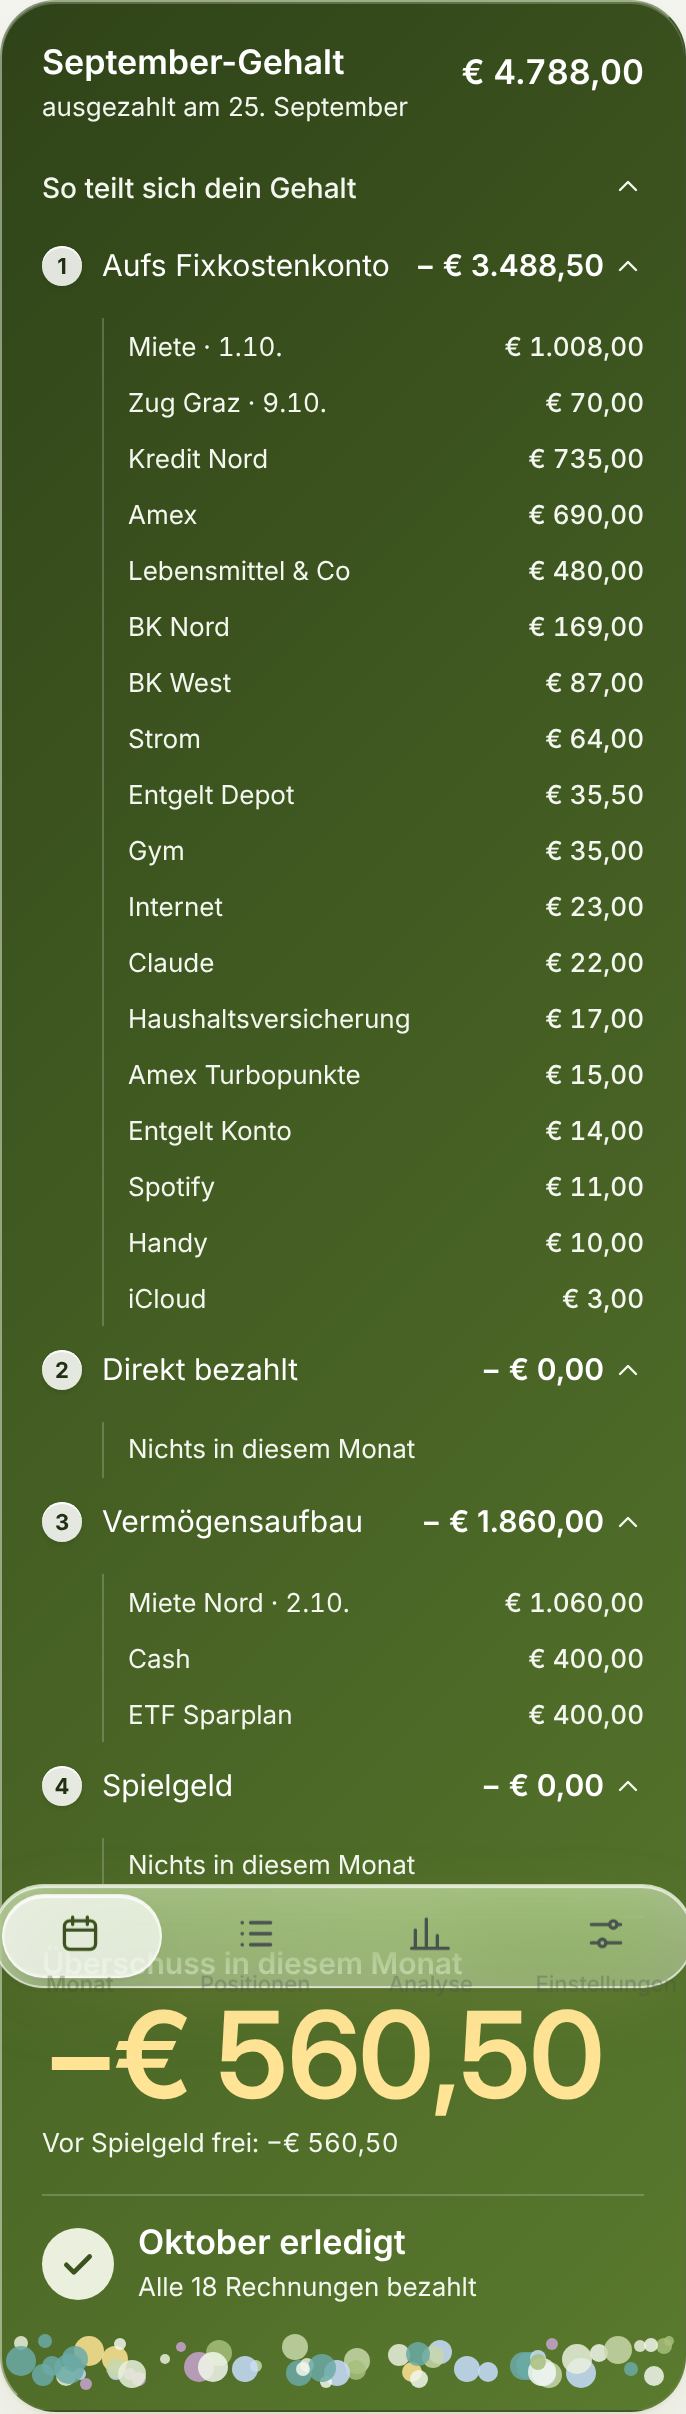 September-Gehalt
€ 4.788,00
ausgezahlt am 25. September
So teilt sich dein Gehalt
1 Aufs Fixkostenkonto – € 3.488,50
Miete · 1.10. € 1.008,00
Zug Graz · 9.10. € 70,00
Kredit Nord € 735,00
Amex € 690,00
Lebensmittel & Co € 480,00
BK Nord € 169,00
BK West € 87,00
Strom € 64,00
Entgelt Depot € 35,50
Gym € 35,00
Internet € 23,00
Claude € 22,00
Haushaltsversicherung € 17,00
Amex Turbopunkte € 15,00
Entgelt Konto € 14,00
Spotify € 11,00
Handy € 10,00
iCloud € 3,00
2 Direkt bezahlt – € 0,00
Nichts in diesem Monat
3 Vermögensaufbau – € 1.860,00
Miete Nord · 2.10. € 1.060,00
Cash € 400,00
ETF Sparplan € 400,00
4 Spielgeld – € 0,00
Nichts in diesem Monat
Überschuss in diesem Monat
Monat Positionen Analyse Einstellungen
–€ 560,50
Vor Spielgeld frei: –€ 560,50
Oktober erledigt
Alle 18 Rechnungen bezahlt